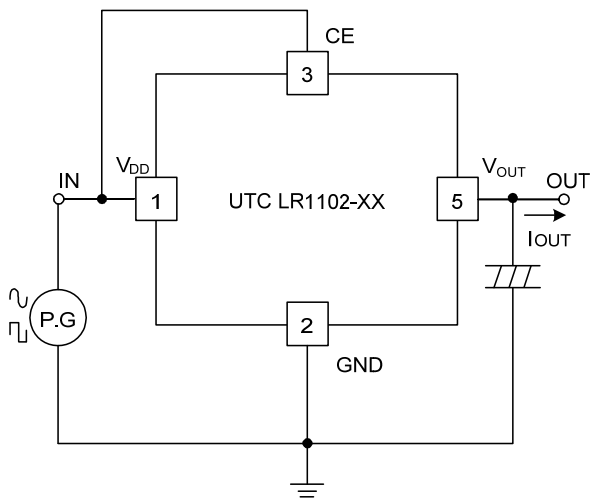 CE
3
VDD
VOUT
IN
OUT
1
UTC LR1102-XX
5
IOUT
P.G
2
GND